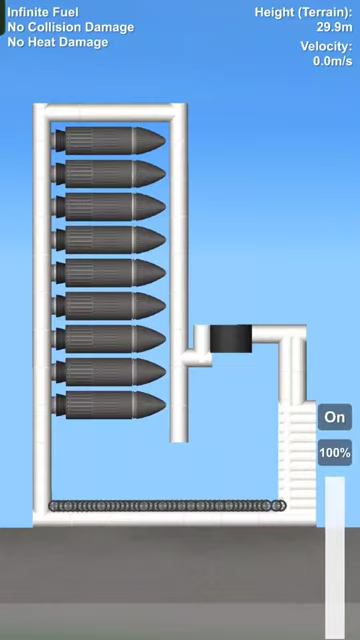 Infinite Fuel
No Collision Damage
No Heat Damage
Height (Terrain):
29.9m
Velocity:
0.0m/s
On
100%